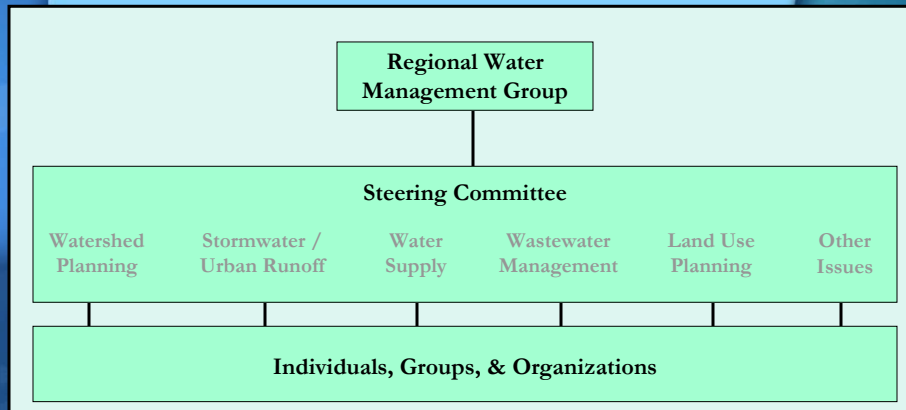 Regional Water
Management Group
Steering Committee
Watershed
Planning
Stormwater /
Urban Runoff
Water
Supply
Wastewater
Management
Land Use
Planning
Other
Issues
Individuals, Groups, & Organizations